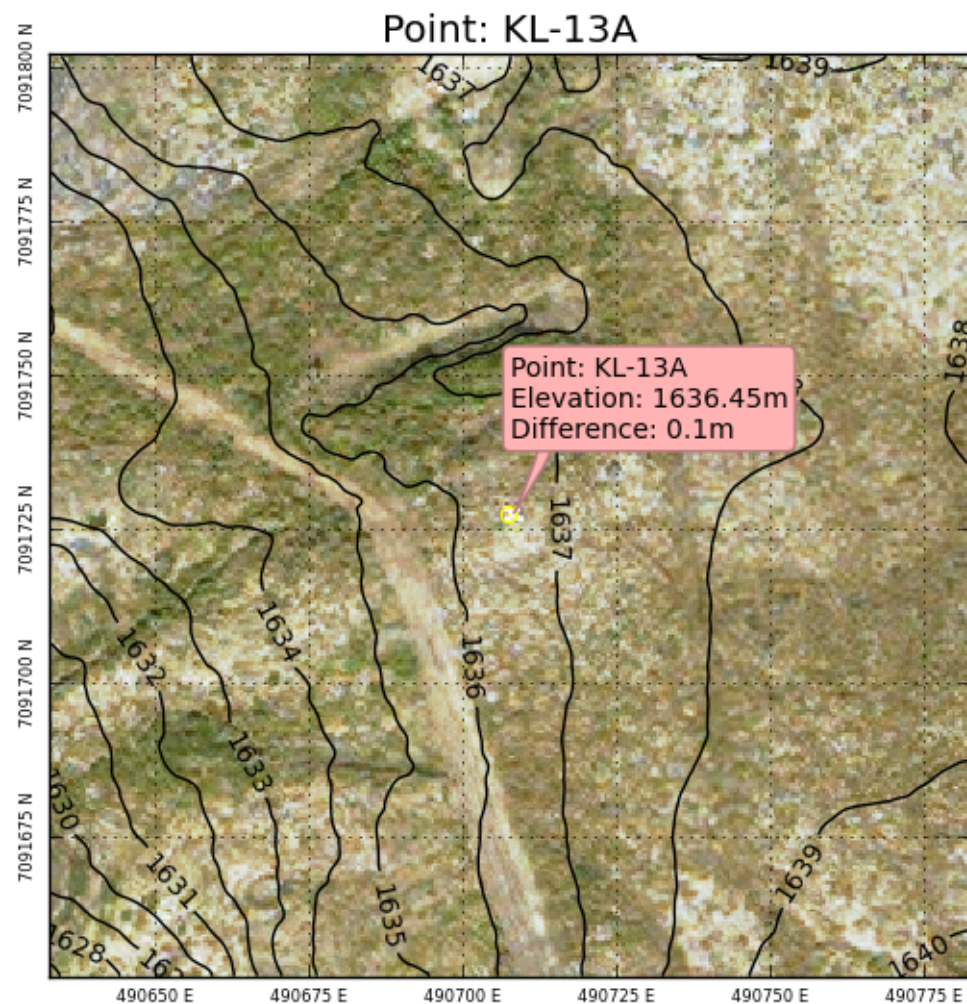 Point: KL-13A
7091800 N
1637
1639
7091775 N
7091750 N
1638
Point: KL-13A
Elevation: 1636.45m
Difference: 0.1m
7091725 N
1637
1634
1632
1636
7091700 N
1633
1630
7091675 N
1631
1635
1639
1628
1640
490650 E
490675 E
490700 E
490725 E
490750 E
490775 E